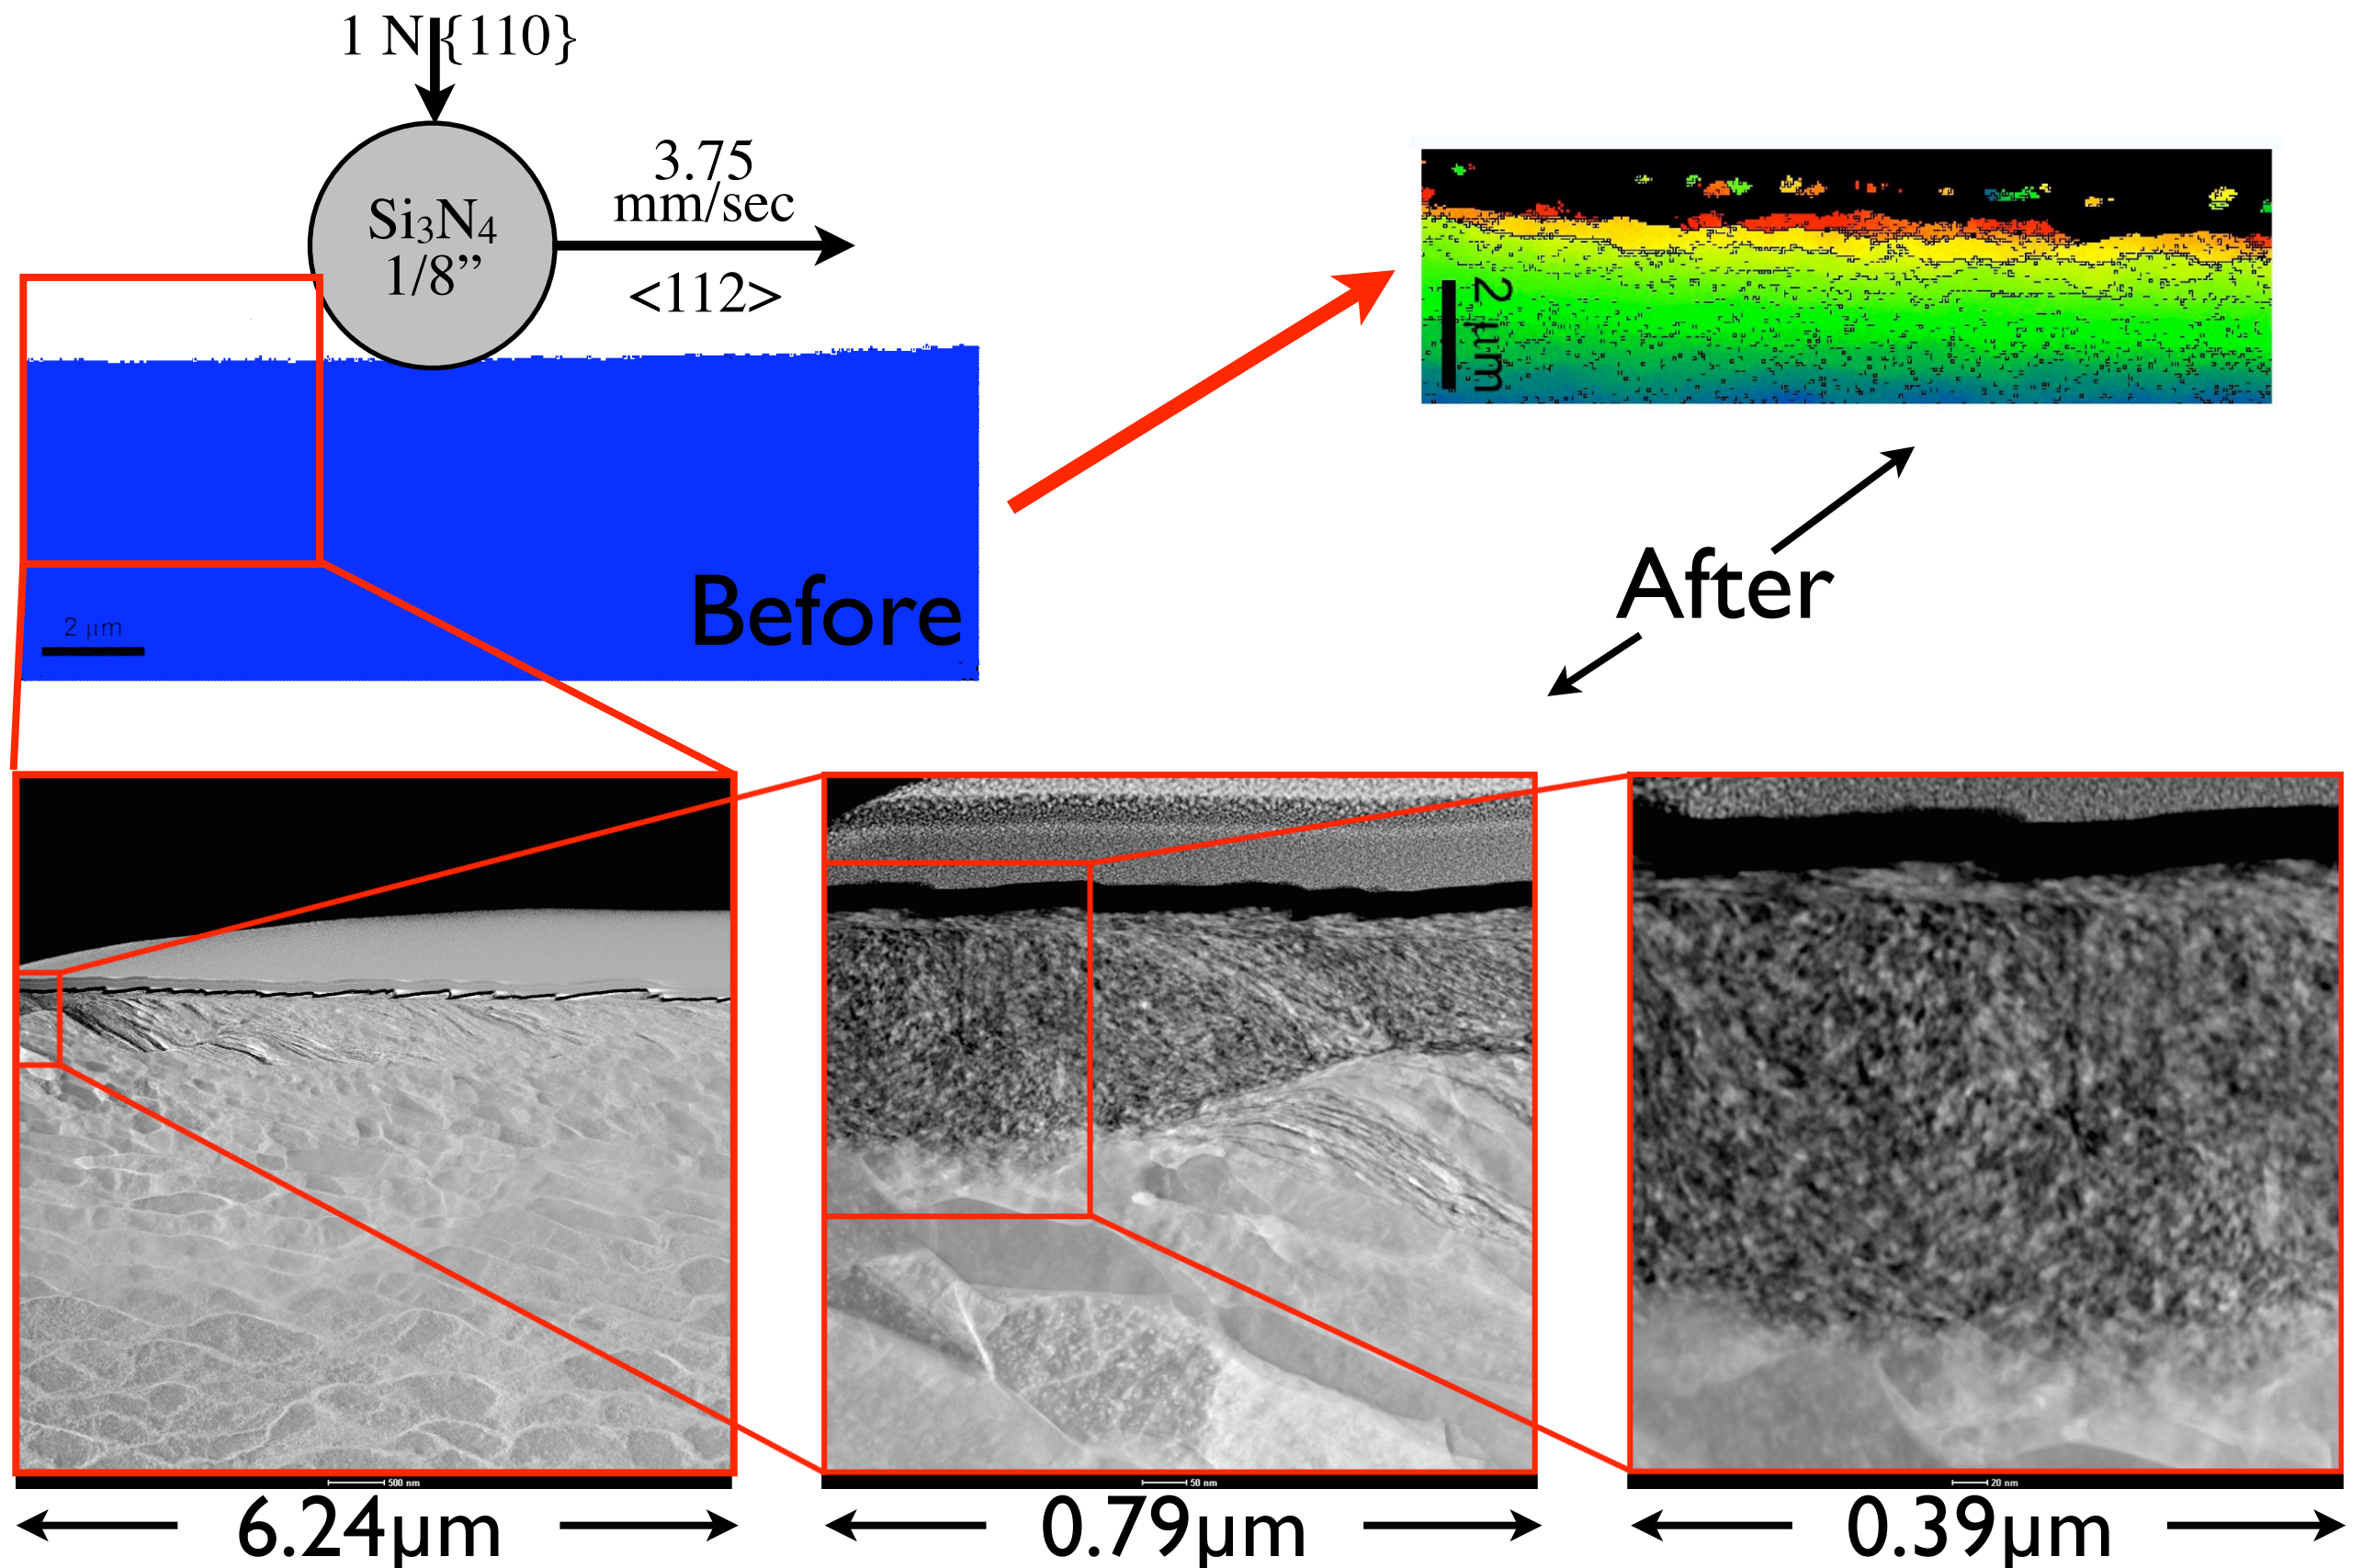 1 N {110}
3.75
mm/sec
Si₃N₄
1/8”
<112>
2 μm
Before
2 μm
After
500 nm
50 nm
20 nm
6.24μm
0.79μm
0.39μm